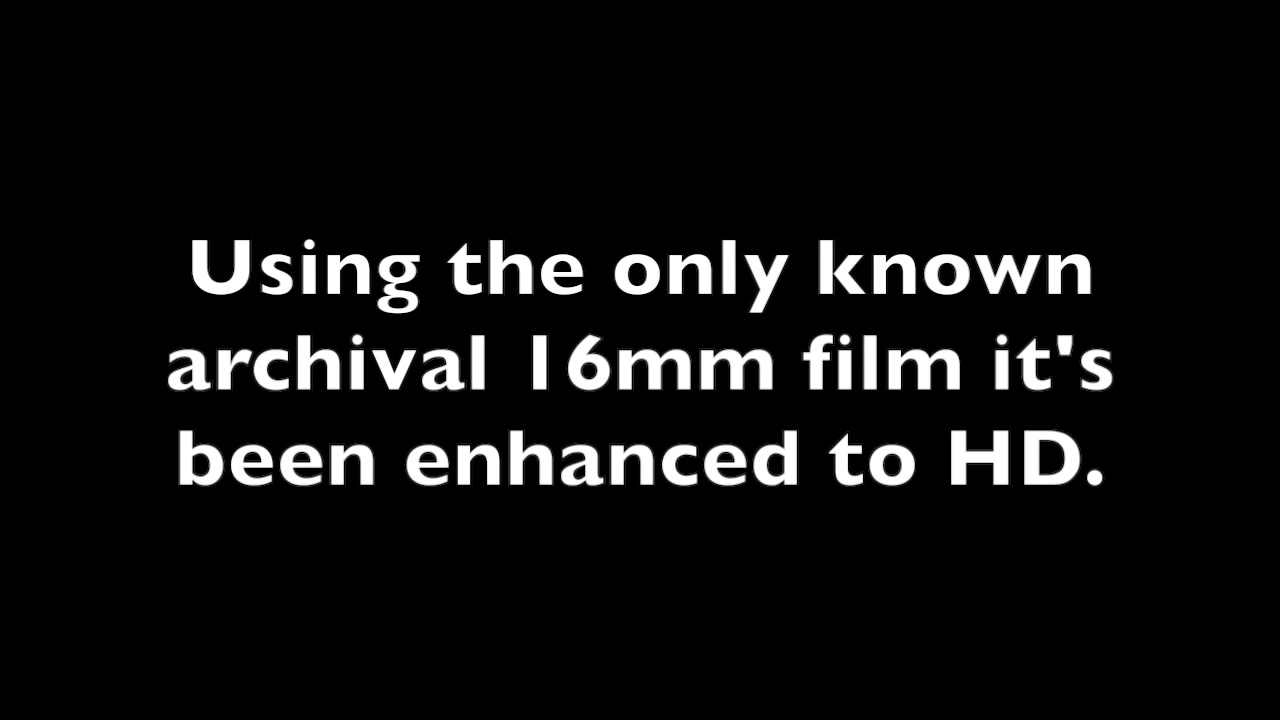 Using the only known
archival 16mm film it's
been enhanced to HD.